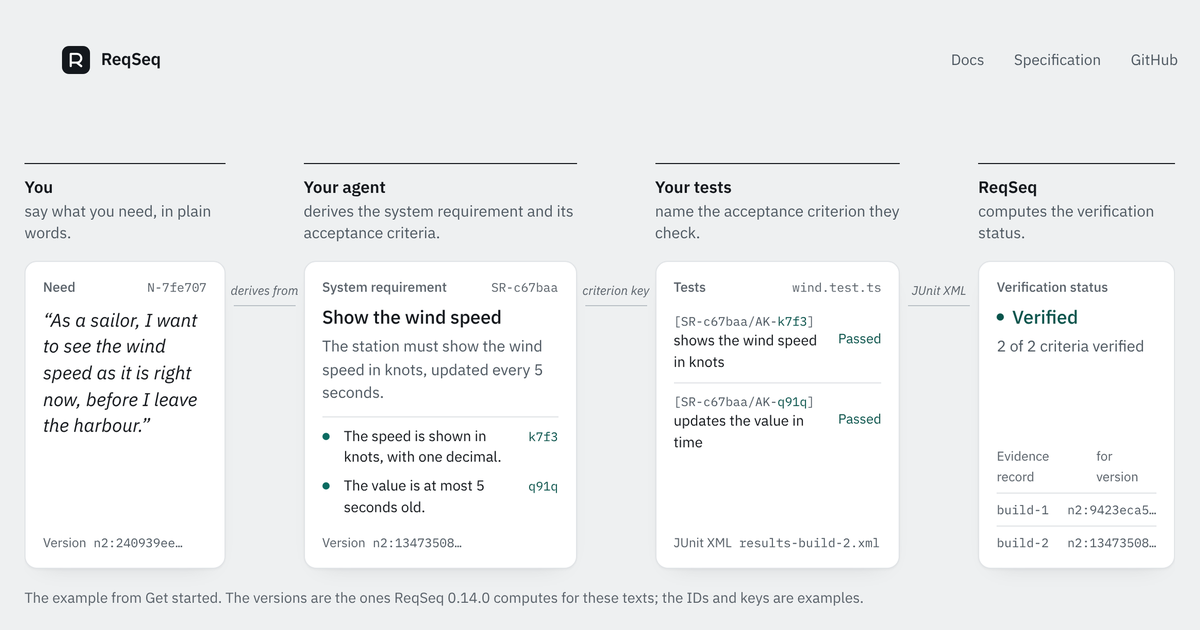 R ReqSeq
Docs Specification GitHub
You
say what you need, in plain
words.
Need N-7fe707
“As a sailor, I want
to see the wind
speed as it is right
now, before I leave
the harbour.”
Version n2:240939ee…
derives from
Your agent
derives the system requirement and its
acceptance criteria.
System requirement SR-c67baa
Show the wind speed
The station must show the wind
speed in knots, updated every 5
seconds.
The speed is shown in k7f3
knots, with one decimal.
The value is at most 5 q91q
seconds old.
Version n2:13473508…
criterion key
Your tests
name the acceptance criterion they
check.
Tests wind.test.ts
[SR-c67baa/AK-k7f3]
shows the wind speed Passed
in knots
[SR-c67baa/AK-q91q]
updates the value in Passed
time
JUnit XML results-build-2.xml
JUnit XML
ReqSeq
computes the verification
status.
Verification status
Verified
2 of 2 criteria verified
Evidence for
record version
build-1 n2:9423eca5…
build-2 n2:13473508…
The example from Get started. The versions are the ones ReqSeq 0.14.0 computes for these texts; the IDs and keys are examples.